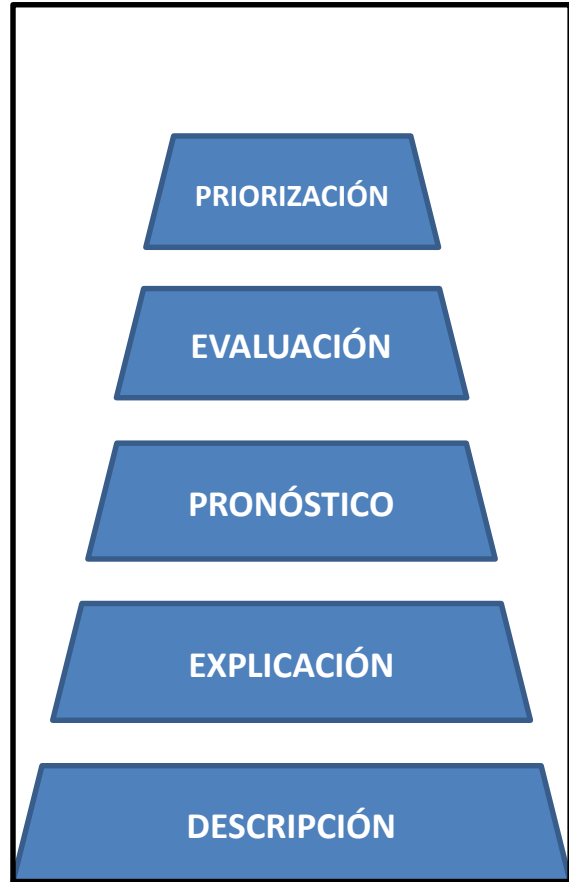 PRIORIZACIÓN
EVALUACIÓN
PRONÓSTICO
EXPLICACIÓN
DESCRIPCIÓN